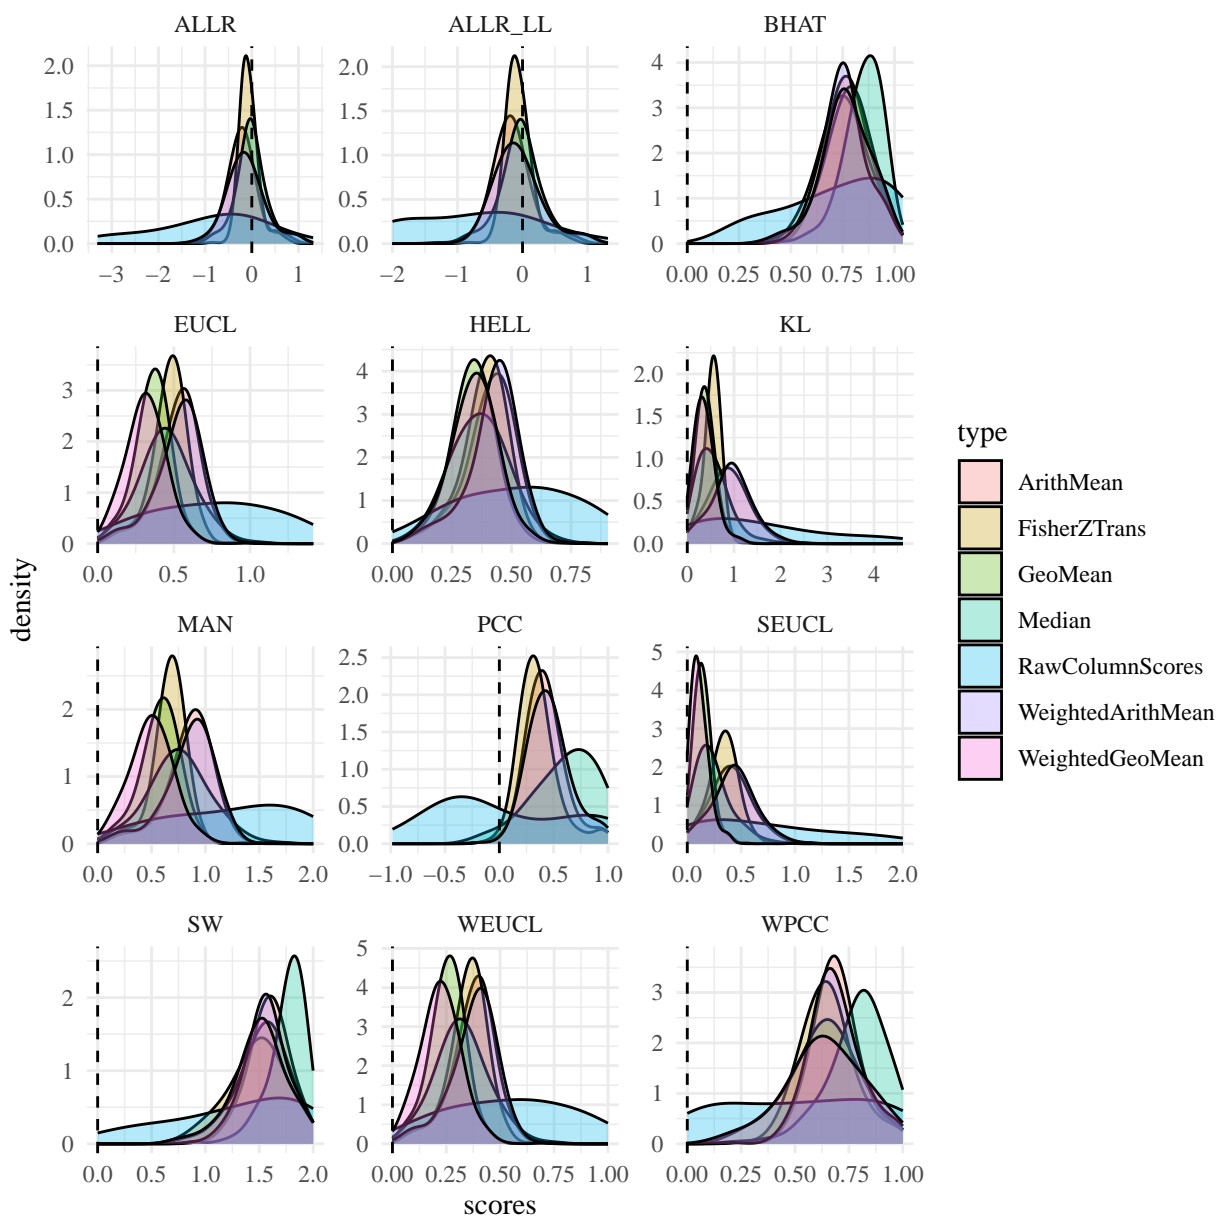 ALLR ALLR_LL BHAT
2.0 2.0 4
1.5 1.5 3
1.0 1.0 2
0.5 0.5 1
0.0 0.0 0
−3 −2 −1 0 1 −2 −1 0 1 0.00 0.25 0.50 0.75 1.00
EUCL HELL KL
3 4 2.0
2 3 1.5
1 2 1.0
0 1 0.5
0 0.0
0.0 0.5 1.0 0.00 0.25 0.50 0.75 0 1 2 3 4
MAN PCC SEUCL
2 2.5 5
1 2.0 4
0 1.5 3
1.0 2
0.5 1
0.0 0
0.0 0.5 1.0 1.5 2.0 −1.0 −0.5 0.0 0.5 1.0 0.0 0.5 1.0 1.5 2.0
SW WEUCL WPCC
2 5 3
1 4 2
0 3 1
2 0
1
0
0.0 0.5 1.0 1.5 2.0 0.00 0.25 0.50 0.75 1.00 0.00 0.25 0.50 0.75 1.00
scores
density
type
ArithMean
FisherZTrans
GeoMean
Median
RawColumnScores
WeightedArithMean
WeightedGeoMean